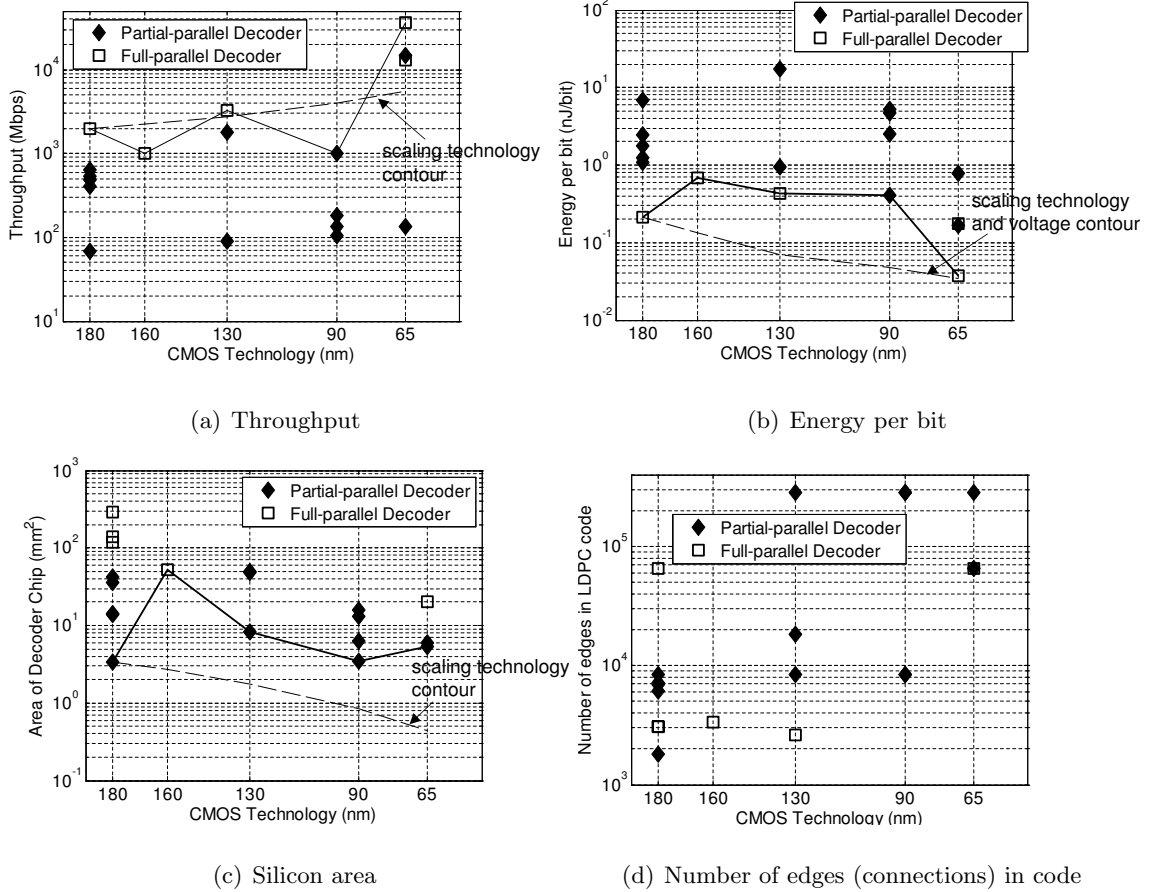 Partial-parallel Decoder
Full-parallel Decoder
10^4
10^3
10^2
10^1
Throughput (Mbps)
scaling technology
contour
180 160 130 90 65
CMOS Technology (nm)
(a) Throughput
10^2
Partial-parallel Decoder
Full-parallel Decoder
10^1
10^0
10^-1
10^-2
Energy per bit (nJ/bit)
scaling technology
and voltage contour
180 160 130 90 65
CMOS Technology (nm)
(b) Energy per bit
10^3
Partial-parallel Decoder
Full-parallel Decoder
10^2
10^1
10^0
10^-1
Area of Decoder Chip (mm^2)
scaling technology
contour
180 160 130 90 65
CMOS Technology (nm)
(c) Silicon area
Partial-parallel Decoder
Full-parallel Decoder
10^5
10^4
10^3
Number of edges in LDPC code
180 160 130 90 65
CMOS Technology (nm)
(d) Number of edges (connections) in code